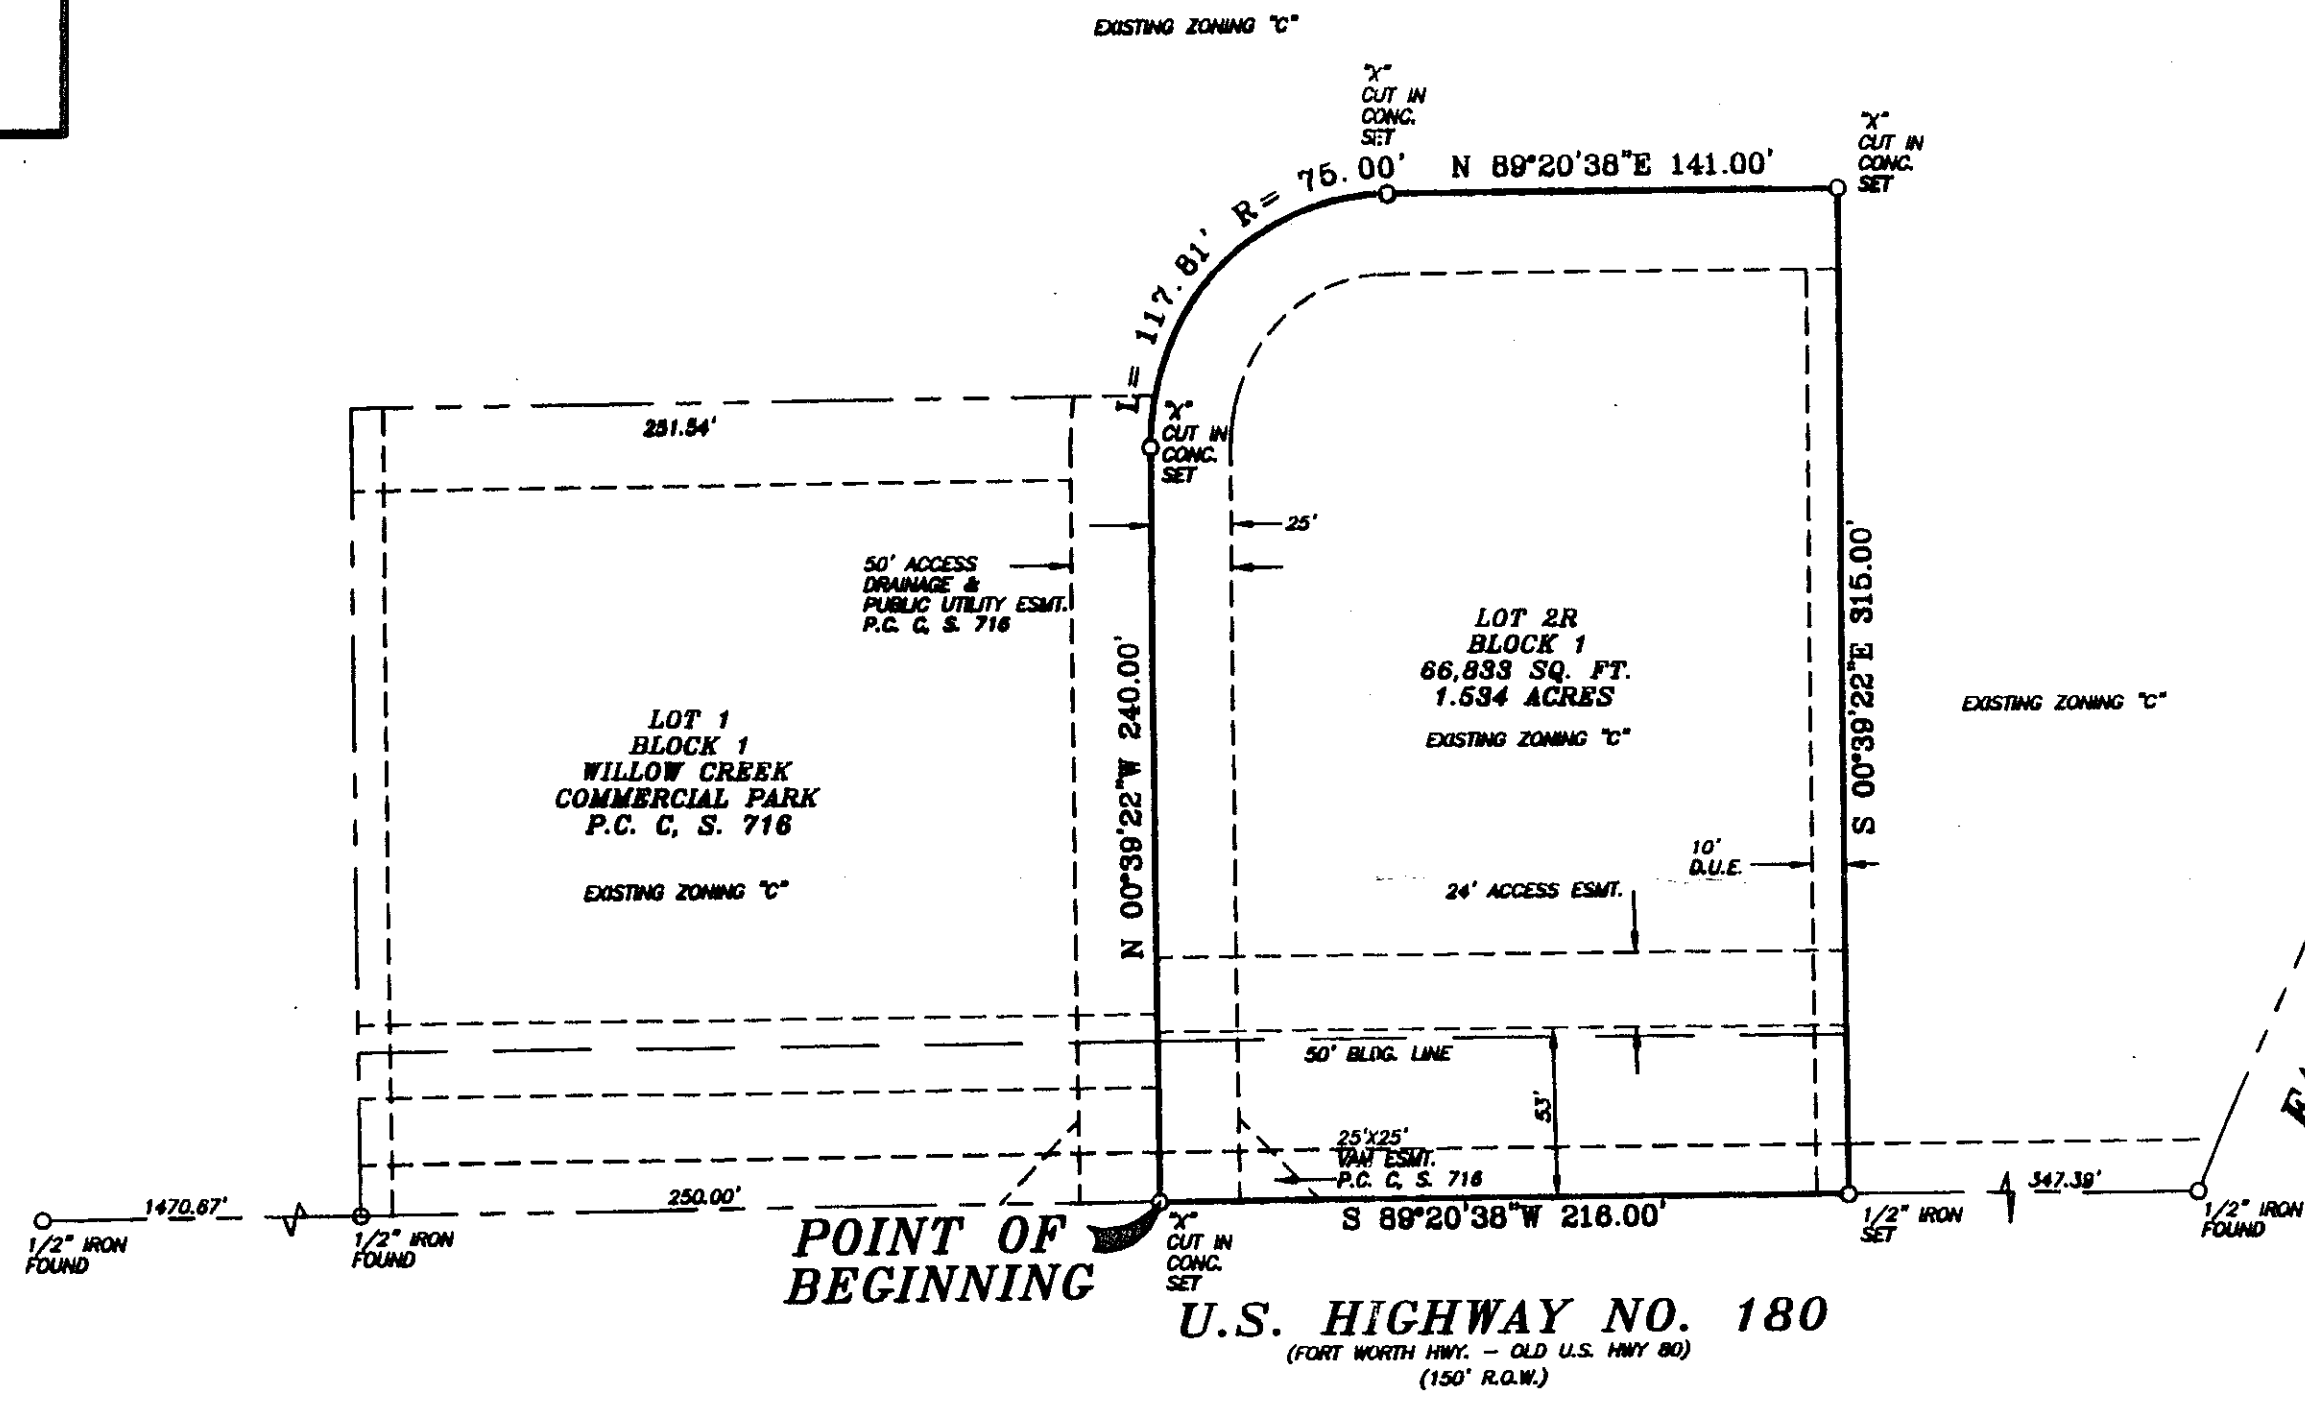 EXISTING ZONING "C"
"X"
CUT IN
CONC.
SET
"X"
CUT IN
CONC.
SET
L= 117.81' R= 75.00'
N 89°20'38"E 141.00'
251.54'
"X"
CUT IN
CONC.
SET
25'
50' ACCESS
DRAINAGE &
PUBLIC UTILITY ESMT.
P.C. C, S. 716
LOT 2R
BLOCK 1
66,833 SQ. FT.
1.534 ACRES
EXISTING ZONING "C"
S 00°39'22"E 315.00'
EXISTING ZONING "C"
N 00°39'22"W 240.00'
LOT 1
BLOCK 1
WILLOW CREEK
COMMERCIAL PARK
P.C. C, S. 716
EXISTING ZONING "C"
10'
D.U.E.
24' ACCESS ESMT.
50' BLDG. LINE
53'
25'X25'
VAM ESMT.
P.C. C, S. 716
1470.67'
250.00'
347.39'
1/2" IRON
FOUND
1/2" IRON
FOUND
POINT OF
BEGINNING
"X"
CUT IN
CONC.
SET
S 89°20'38"W 216.00'
1/2" IRON
SET
1/2" IRON
FOUND
U.S. HIGHWAY NO. 180
(FORT WORTH HWY. - OLD U.S. HWY 80)
(150' R.O.W.)